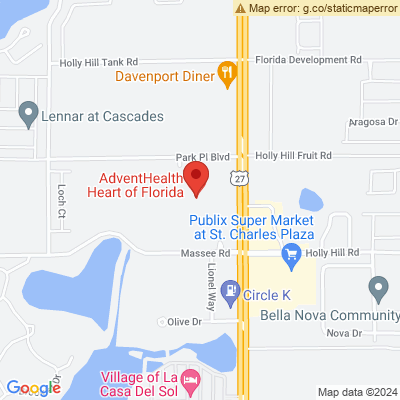 Map error: g.co/staticmaperror
Holly Hill Tank Rd
Florida Development Rd
Davenport Diner
Lennar at Cascades
Aragosa Dr
Park Pl Blvd
Holly Hill Fruit Rd
AdventHealth
Heart of Florida
27
Loch Ct
Publix Super Market
at St. Charles Plaza
Massee Rd
Holly Hill Rd
Lionel Way
Circle K
Bella Nova Community
Olive Dr
Nova Dr
Village of La
Casa Del Sol
Google
Map data ©2024